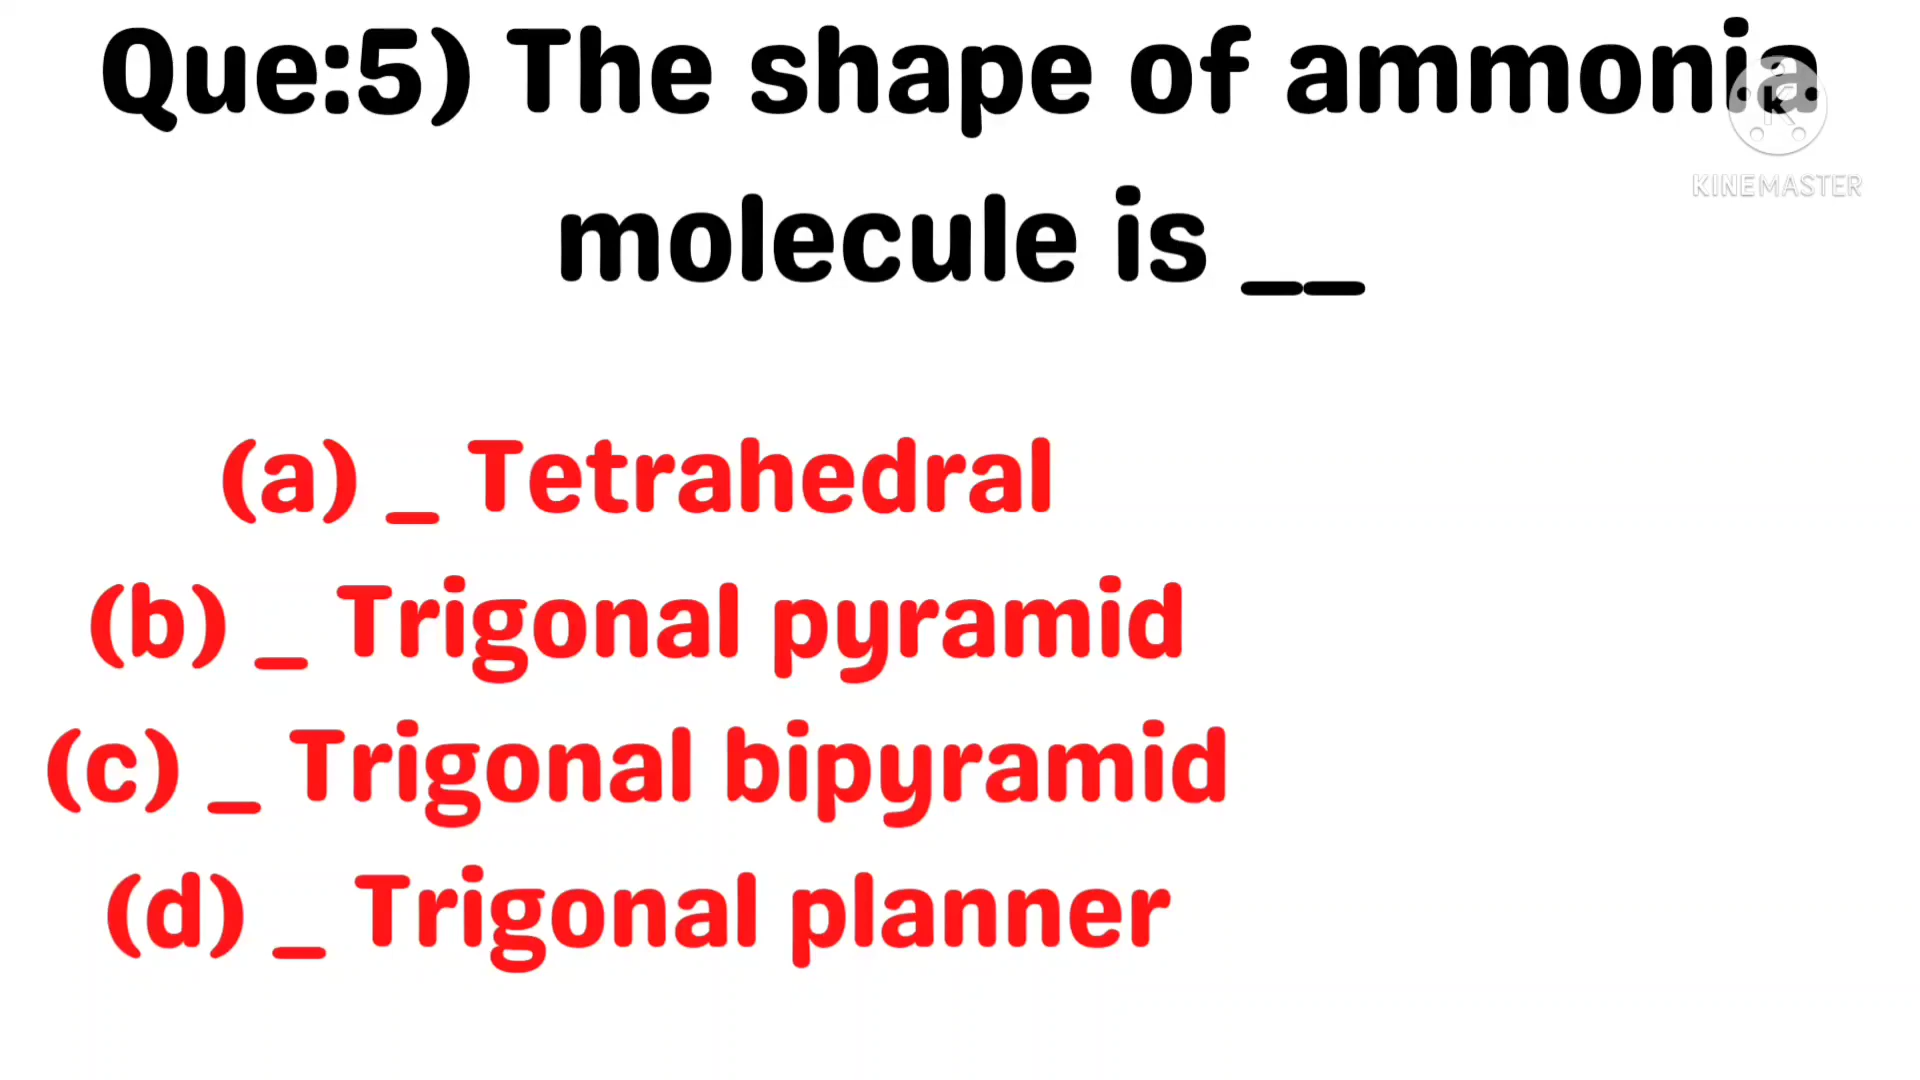 Que:5) The shape of ammonia
molecule is __
(a) _ Tetrahedral
(b) _ Trigonal pyramid
(c) _ Trigonal bipyramid
(d) _ Trigonal planner
KINEMASTER